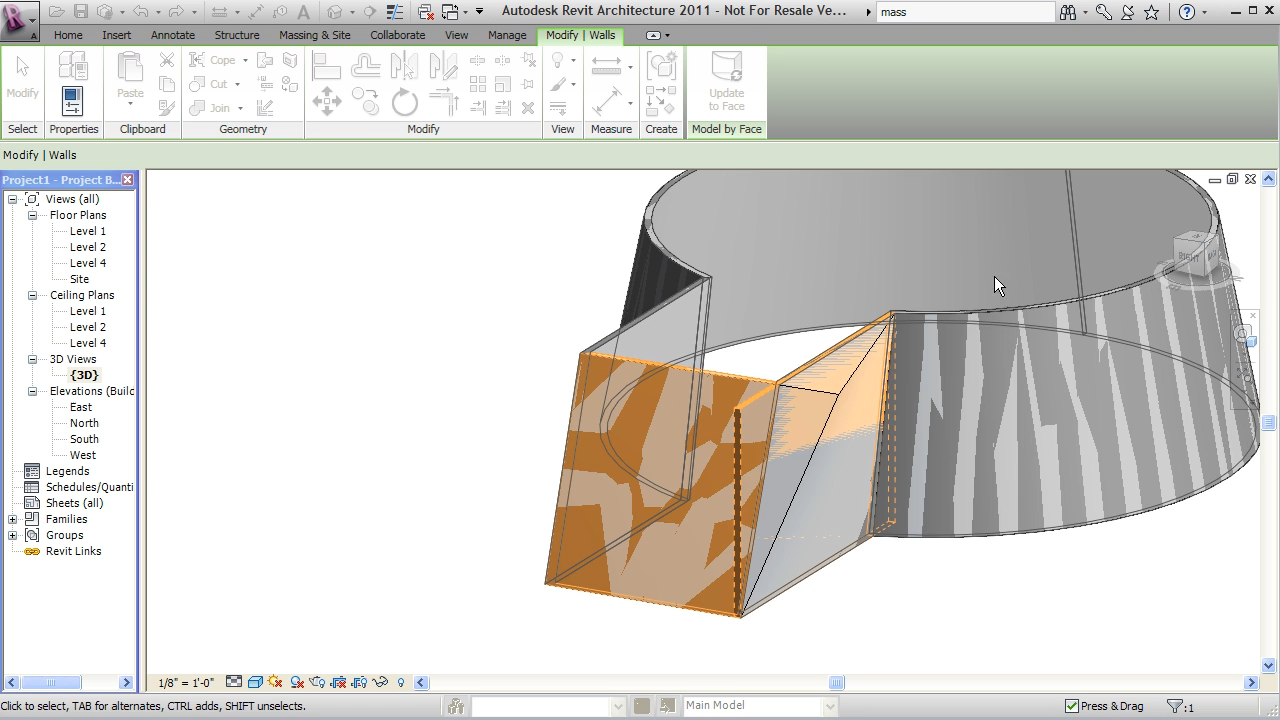 Autodesk Revit Architecture 2011 - Not For Resale Ve...
mass
Home Insert Annotate Structure Massing & Site Collaborate View Manage Modify | Walls
Modify
Paste
Cope
Cut
Join
Update to Face
Select Properties Clipboard Geometry Modify View Measure Create Model by Face
Modify | Walls
Project1 - Project B...
Views (all)
Floor Plans
Level 1
Level 2
Level 4
Site
Ceiling Plans
Level 1
Level 2
Level 4
3D Views
{3D}
Elevations (Builc
East
North
South
West
Legends
Schedules/Quanti
Sheets (all)
Families
Groups
Revit Links
RIGHT
1/8" = 1'-0"
Click to select, TAB for alternates, CTRL adds, SHIFT unselects.
Main Model
Press & Drag
:1